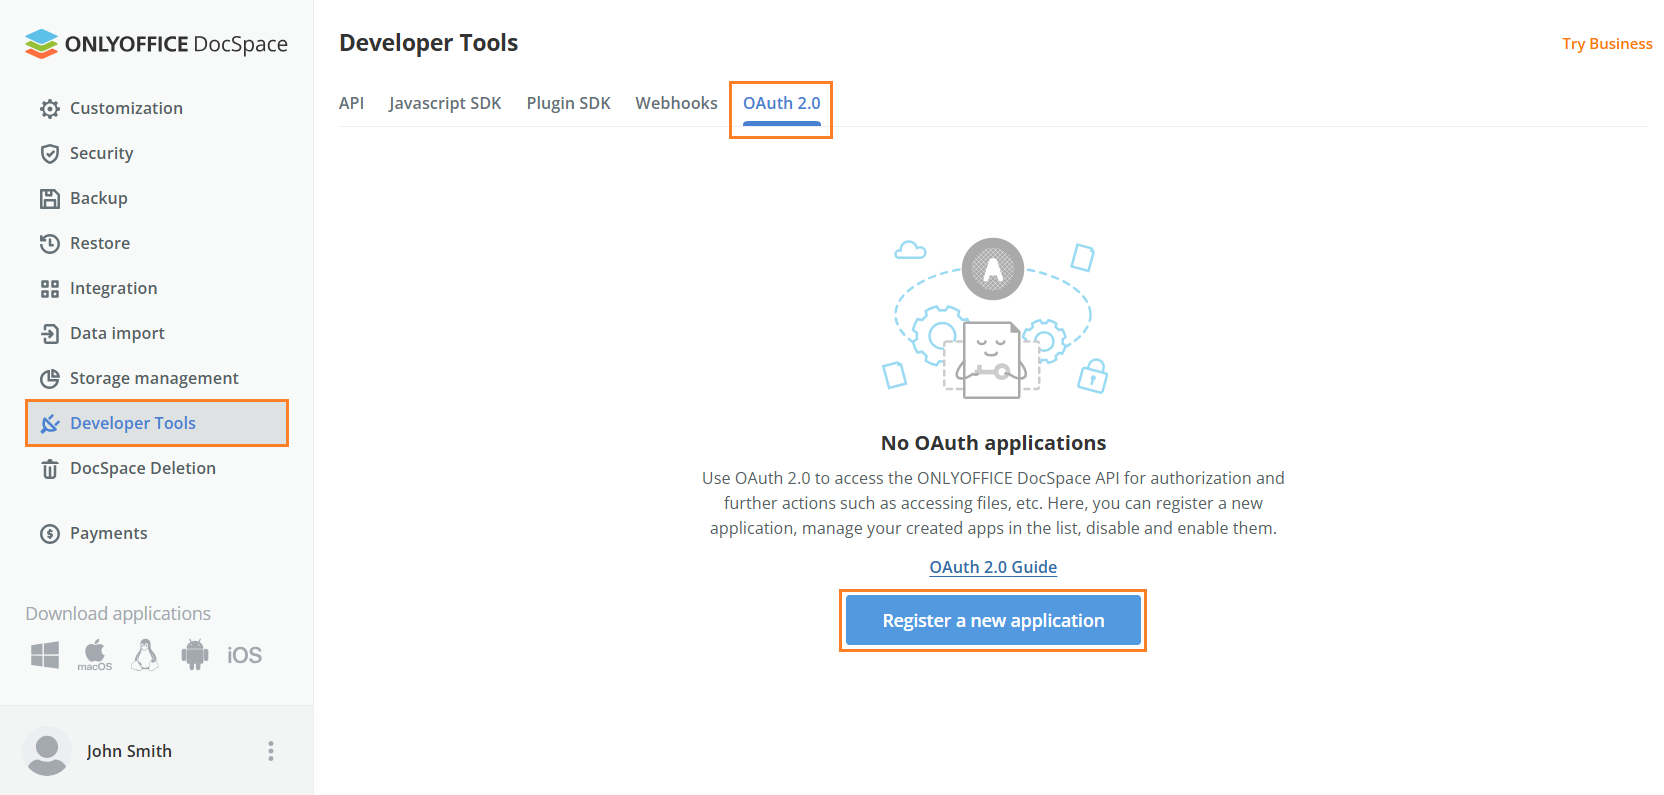 ONLYOFFICE DocSpace
Customization
Security
Backup
Restore
Integration
Data import
Storage management
Developer Tools
DocSpace Deletion
Payments
Download applications
macOS
iOS
John Smith
Developer Tools
Try Business
API Javascript SDK Plugin SDK Webhooks OAuth 2.0
A
No OAuth applications
Use OAuth 2.0 to access the ONLYOFFICE DocSpace API for authorization and
further actions such as accessing files, etc. Here, you can register a new
application, manage your created apps in the list, disable and enable them.
OAuth 2.0 Guide
Register a new application